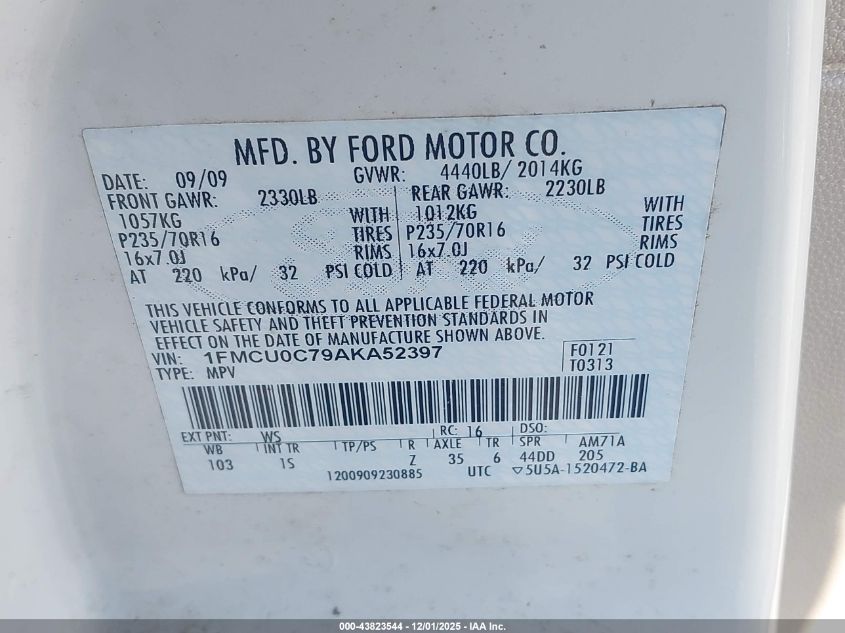 MFD. BY FORD MOTOR CO.
DATE: 09/09 GVWR: 4440LB/ 2014KG
FRONT GAWR: 2330LB REAR GAWR: 2230LB
1057KG WITH 1012KG WITH
P235/70R16 TIRES P235/70R16 TIRES
16x7.0J RIMS 16x7.0J RIMS
AT 220 kPa/ 32 PSI COLD AT 220 kPa/ 32 PSI COLD
THIS VEHICLE CONFORMS TO ALL APPLICABLE FEDERAL MOTOR
VEHICLE SAFETY AND THEFT PREVENTION STANDARDS IN
EFFECT ON THE DATE OF MANUFACTURE SHOWN ABOVE.
VIN: 1FMCU0C79AKA52397 F0121
TYPE: MPV T0313
EXT PNT: WS RC: 16 DSO:
WB INT TR TP/PS R AXLE TR SPR AM71A
103 1S Z 35 6 44DD 205
1200909230885 UTC ▽5U5A-1520472-BA
000-43823544 - 12/01/2025 - IAA Inc.